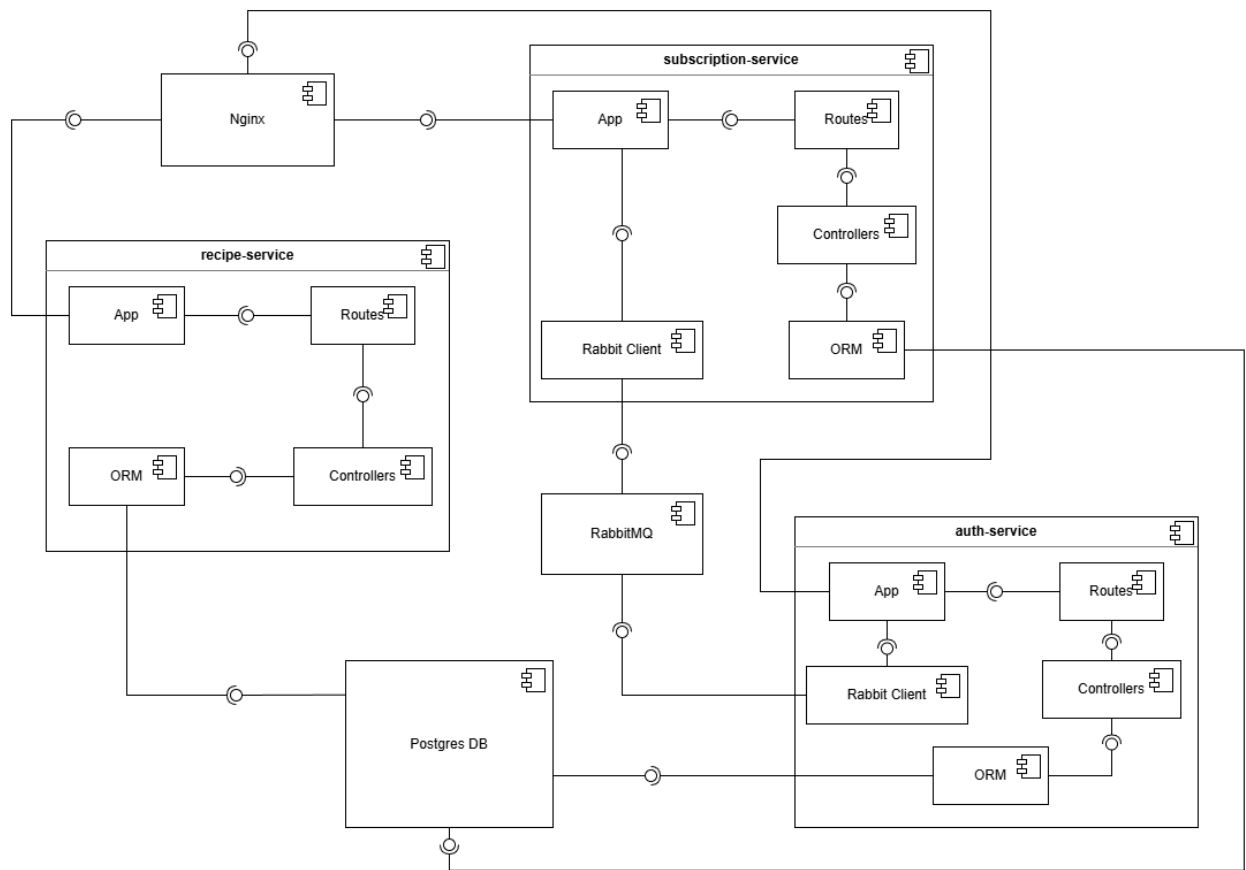 subscription-service
Nginx
App
Routes
Controllers
recipe-service
App
Routes
Rabbit Client
ORM
ORM
Controllers
RabbitMQ
auth-service
App
Routes
Rabbit Client
Controllers
Postgres DB
ORM